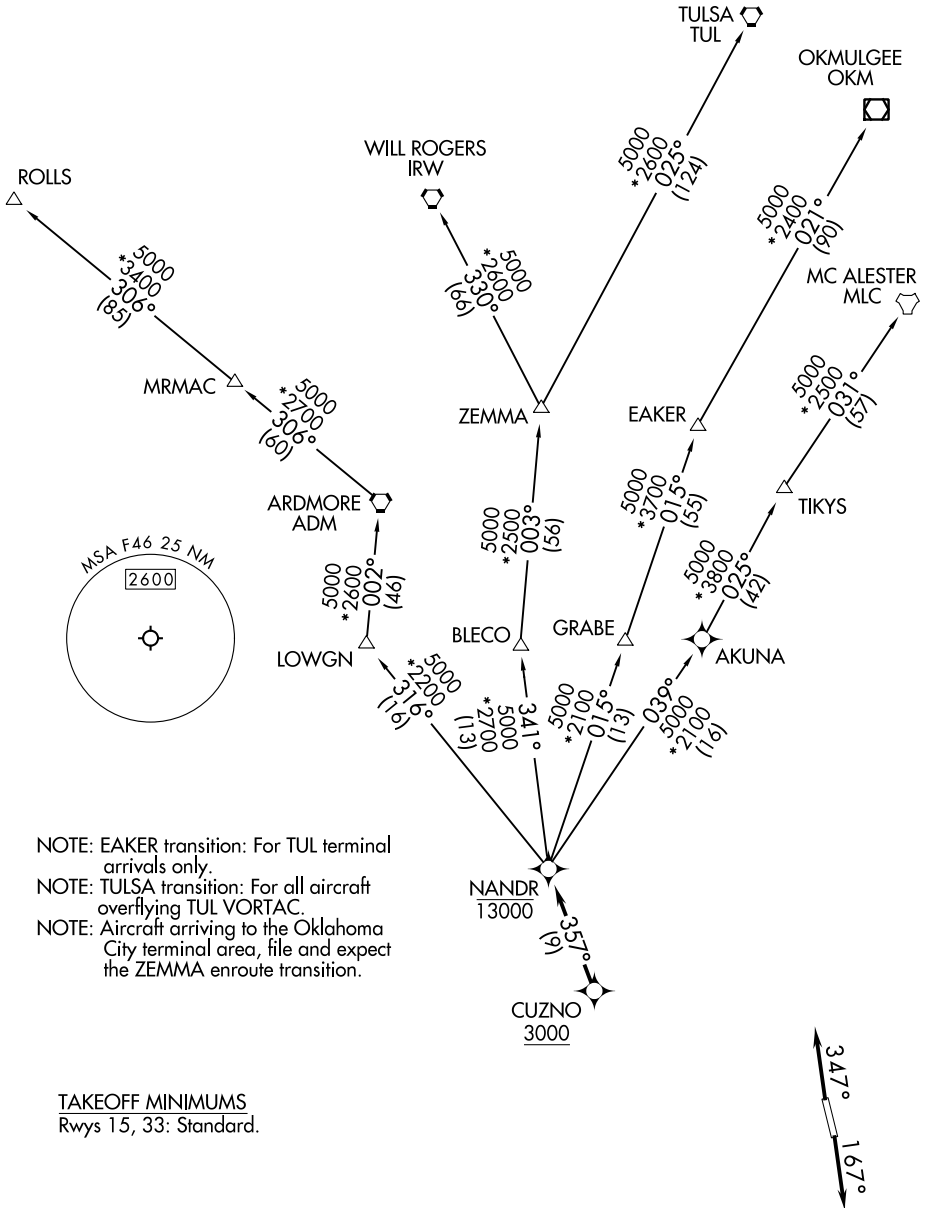 TULSA
TUL
OKMULGEE
OKM
WILL ROGERS
IRW
5000
*2600
025°
(124)
ROLLS
5000
*2400
021°
(90)
MC ALESTER
MLC
5000
*3400
306°
(85)
5000
*2600
330°
(66)
MRMAC
5000
*2700
306°
(60)
ZEMMA
EAKER
5000
*2500
031°
(57)
ARDMORE
ADM
5000
*2500
003°
(56)
5000
*3700
015°
(55)
TIKYS
MSA F46 25 NM
2600
5000
*2600
002°
(46)
5000
*3800
025°
(42)
LOWGN
BLECO
GRABE
AKUNA
5000
*2200
316°
(16)
341°
5000
*2700
(13)
5000
*2100
015°
(13)
039°
5000
*2100
(16)
NOTE: EAKER transition: For TUL terminal
arrivals only.
NOTE: TULSA transition: For all aircraft
overflying TUL VORTAC.
NOTE: Aircraft arriving to the Oklahoma
City terminal area, file and expect
the ZEMMA enroute transition.
NANDR
13000
357°
(9)
CUZNO
3000
TAKEOFF MINIMUMS
Rwys 15, 33: Standard.
347°
167°